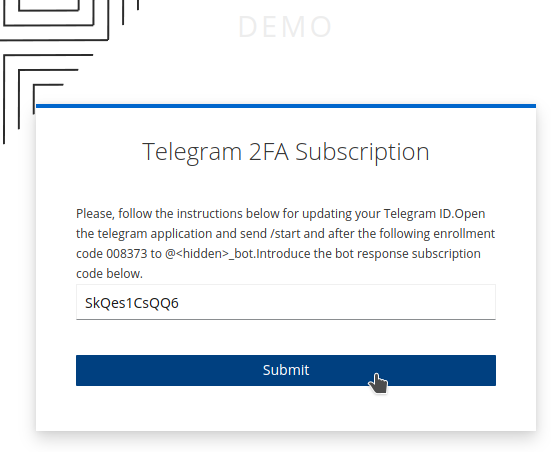 DEMO
Telegram 2FA Subscription
Please, follow the instructions below for updating your Telegram ID.Open
the telegram application and send /start and after the following enrollment
code 008373 to @<hidden>_bot.Introduce the bot response subscription
code below.
SkQes1CsQQ6
Submit